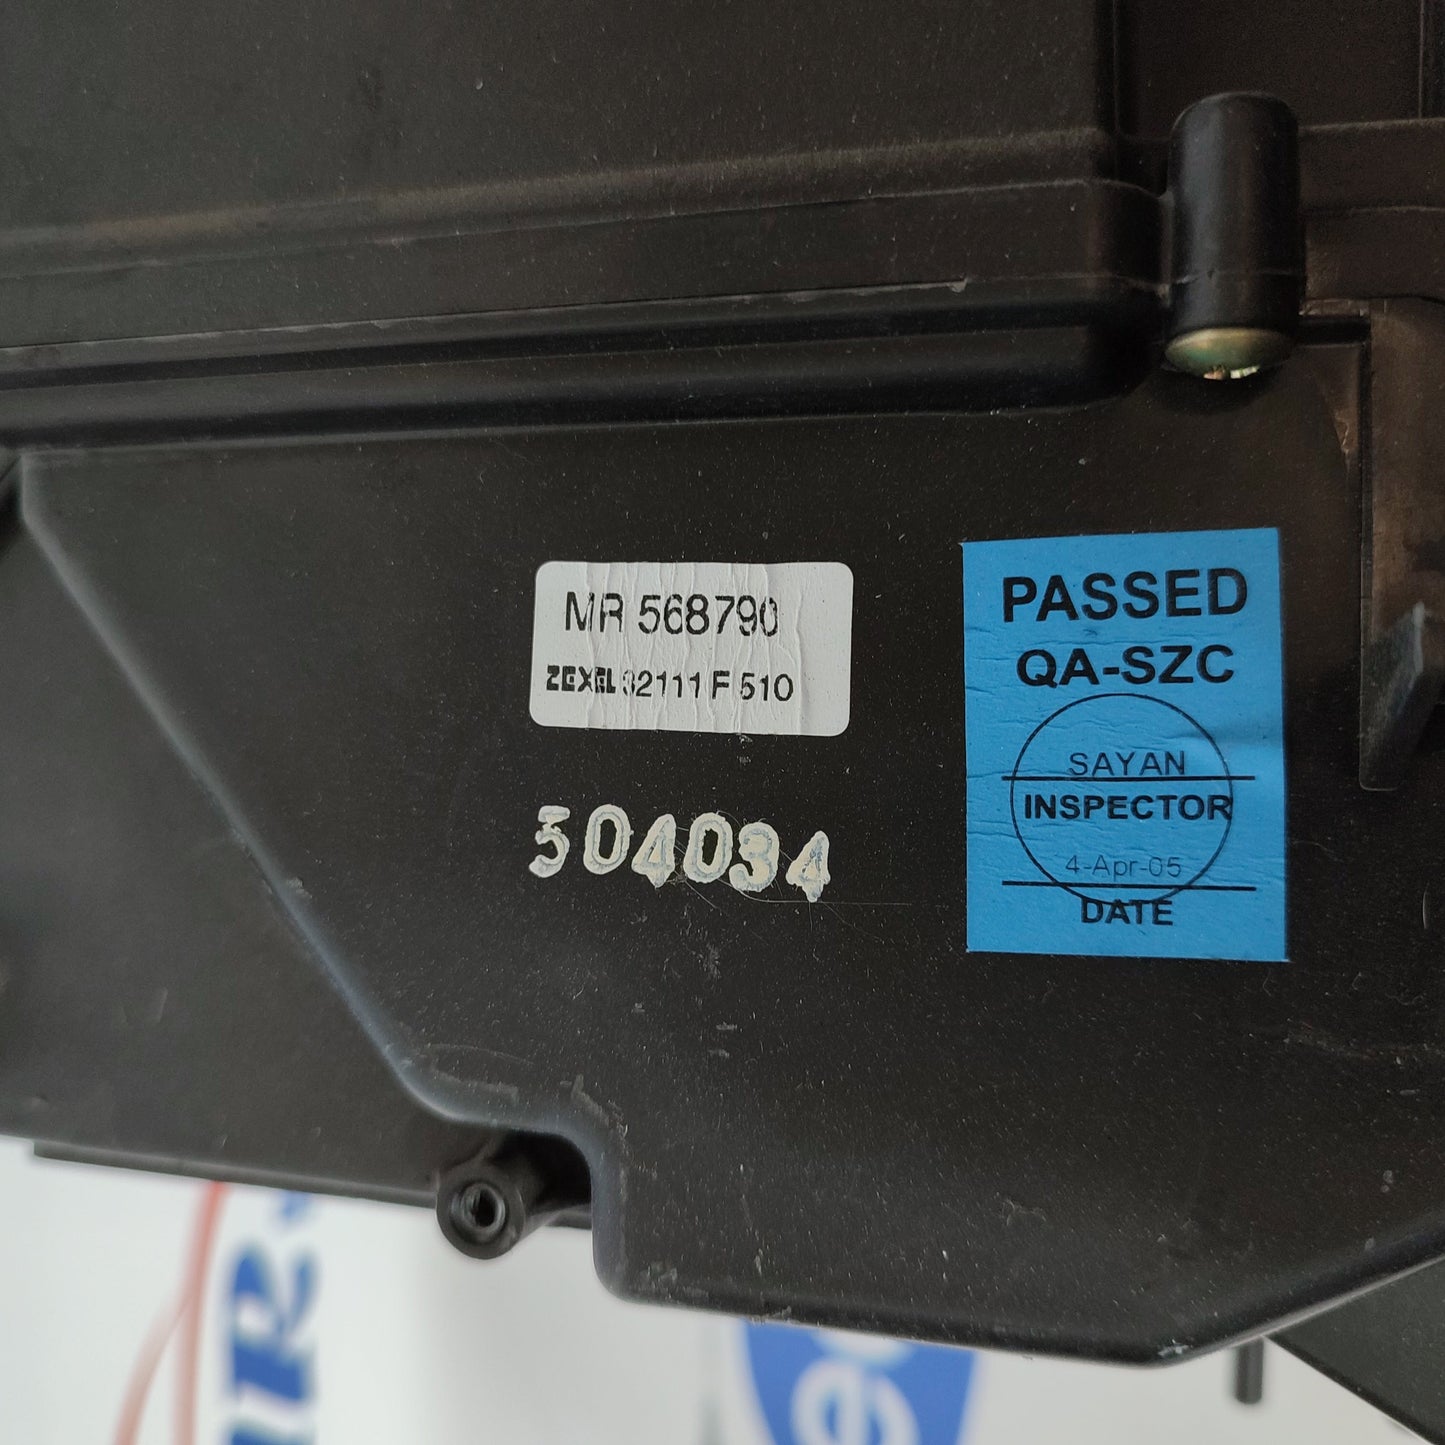 MR 568790
ZEXEL 32111 F 510
504034
PASSED
QA-SZC
SAYAN
INSPECTOR
4-Apr-05
DATE